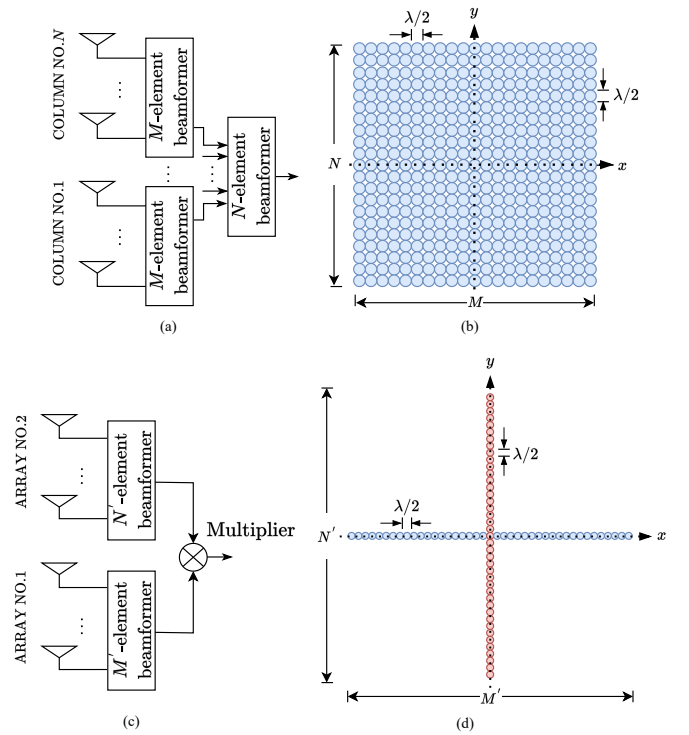 COLUMN NO.N
M-element
beamformer
COLUMN NO.1
M-element
beamformer
N-element
beamformer
(a)
λ/2
y
λ/2
N
x
M
(b)
ARRAY NO.2
N'-element
beamformer
ARRAY NO.1
M'-element
beamformer
Multiplier
(c)
y
λ/2
λ/2
N'
x
M'
(d)